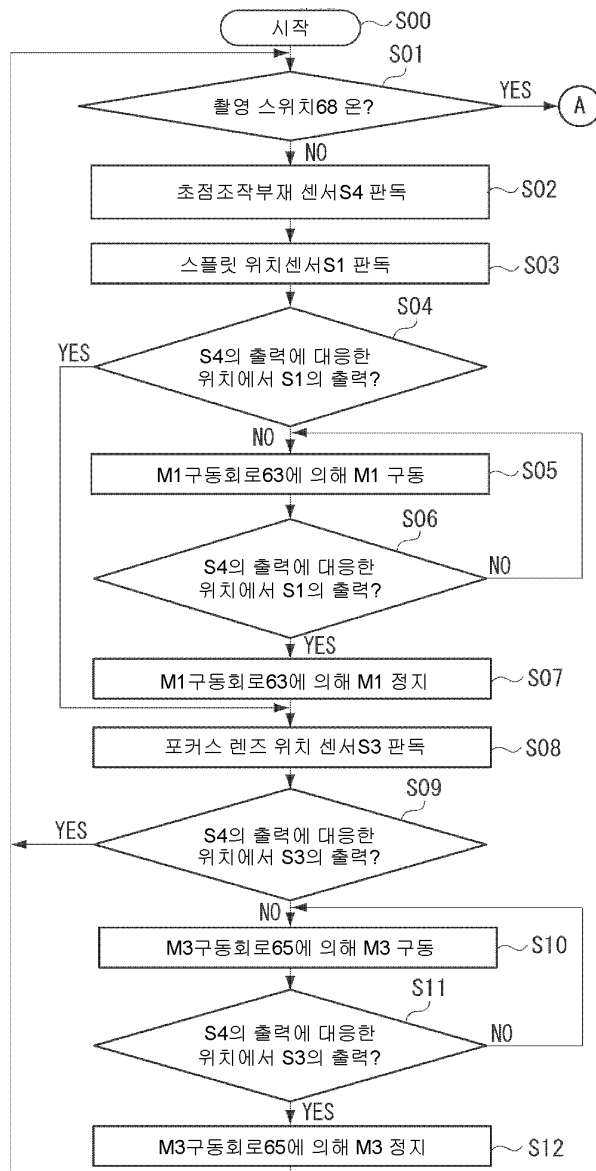 시작
S00
S01
촬영 스위치68 온?
YES
A
NO
초점조작부재 센서S4 판독
S02
스플릿 위치센서S1 판독
S03
S04
YES
S4의 출력에 대응한
위치에서 S1의 출력?
NO
M1구동회로63에 의해 M1 구동
S05
S06
S4의 출력에 대응한
위치에서 S1의 출력?
NO
YES
M1구동회로63에 의해 M1 정지
S07
포커스 렌즈 위치 센서S3 판독
S08
S09
YES
S4의 출력에 대응한
위치에서 S3의 출력?
NO
M3구동회로65에 의해 M3 구동
S10
S11
S4의 출력에 대응한
위치에서 S3의 출력?
NO
YES
M3구동회로65에 의해 M3 정지
S12